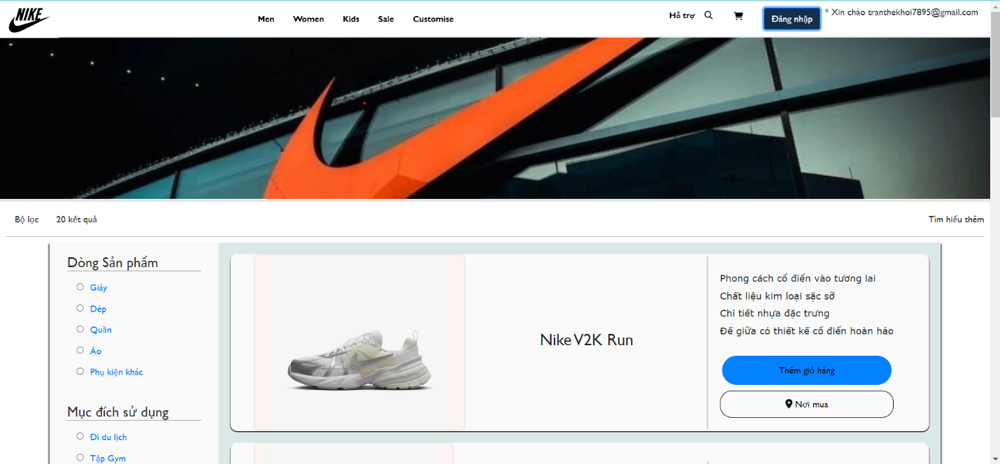 NIKE
Men Women Kids Sale Customise
Hỗ trợ Đăng nhập * Xin chào tranthekhoi7895@gmail.com
Bộ lọc 20 kết quả Tìm hiểu thêm
Dòng Sản phẩm
Giầy
Dép
Quần
Áo
Phụ kiện khác
Mục đích sử dụng
Đi du lịch
Tập Gym
Nike V2K Run
Phong cách cổ điển vào tương lai
Chất liệu kim loại sặc sỡ
Chi tiết nhựa đặc trưng
Đế giữa có thiết kế cổ điển hoàn hảo
Thêm giỏ hàng
Nơi mua